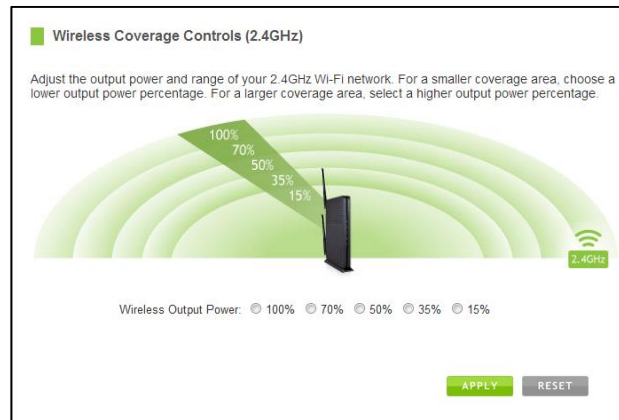 Wireless Coverage Controls (2.4GHz)
Adjust the output power and range of your 2.4GHz Wi-Fi network. For a smaller coverage area, choose a
lower output power percentage. For a larger coverage area, select a higher output power percentage.
100%
70%
50%
35%
15%
2.4GHz
Wireless Output Power: 100% 70% 50% 35% 15%
APPLY RESET